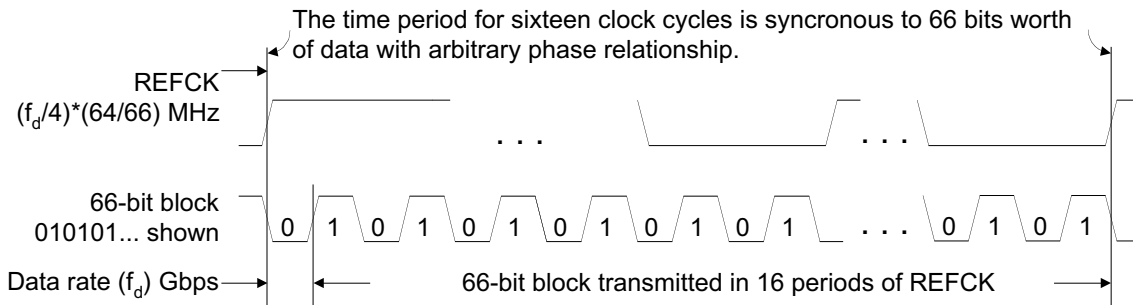 The time period for sixteen clock cycles is syncronous to 66 bits worth
of data with arbitrary phase relationship.
REFCK
(fd/4)*(64/66) MHz
. . .
. . .
66-bit block
010101... shown
0 1 0 1 0 1 0 1 0 1 0 1 . . . 0 1 0 1
Data rate (fd) Gbps
66-bit block transmitted in 16 periods of REFCK